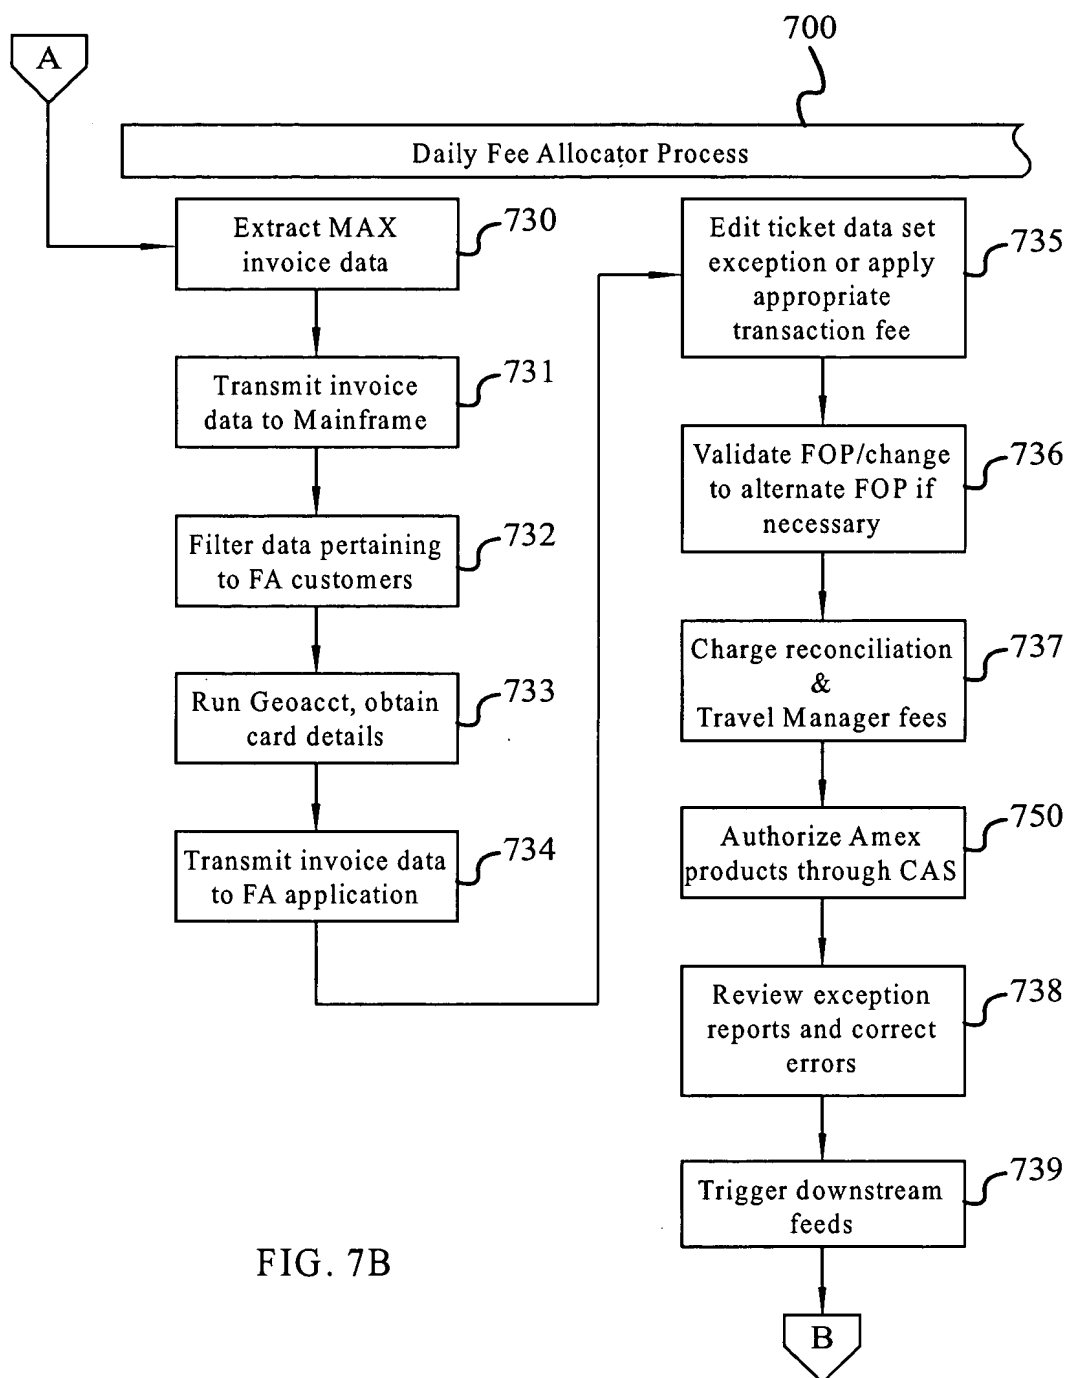 700
A
Daily Fee Allocator Process
Extract MAX
invoice data
730
Transmit invoice
data to Mainframe
731
Filter data pertaining
to FA customers
732
Run Geoacct, obtain
card details
733
Transmit invoice data
to FA application
734
Edit ticket data set
exception or apply
appropriate
transaction fee
735
Validate FOP/change
to alternate FOP if
necessary
736
Charge reconciliation
&
Travel Manager fees
737
Authorize Amex
products through CAS
750
Review exception
reports and correct
errors
738
Trigger downstream
feeds
739
B
FIG. 7B